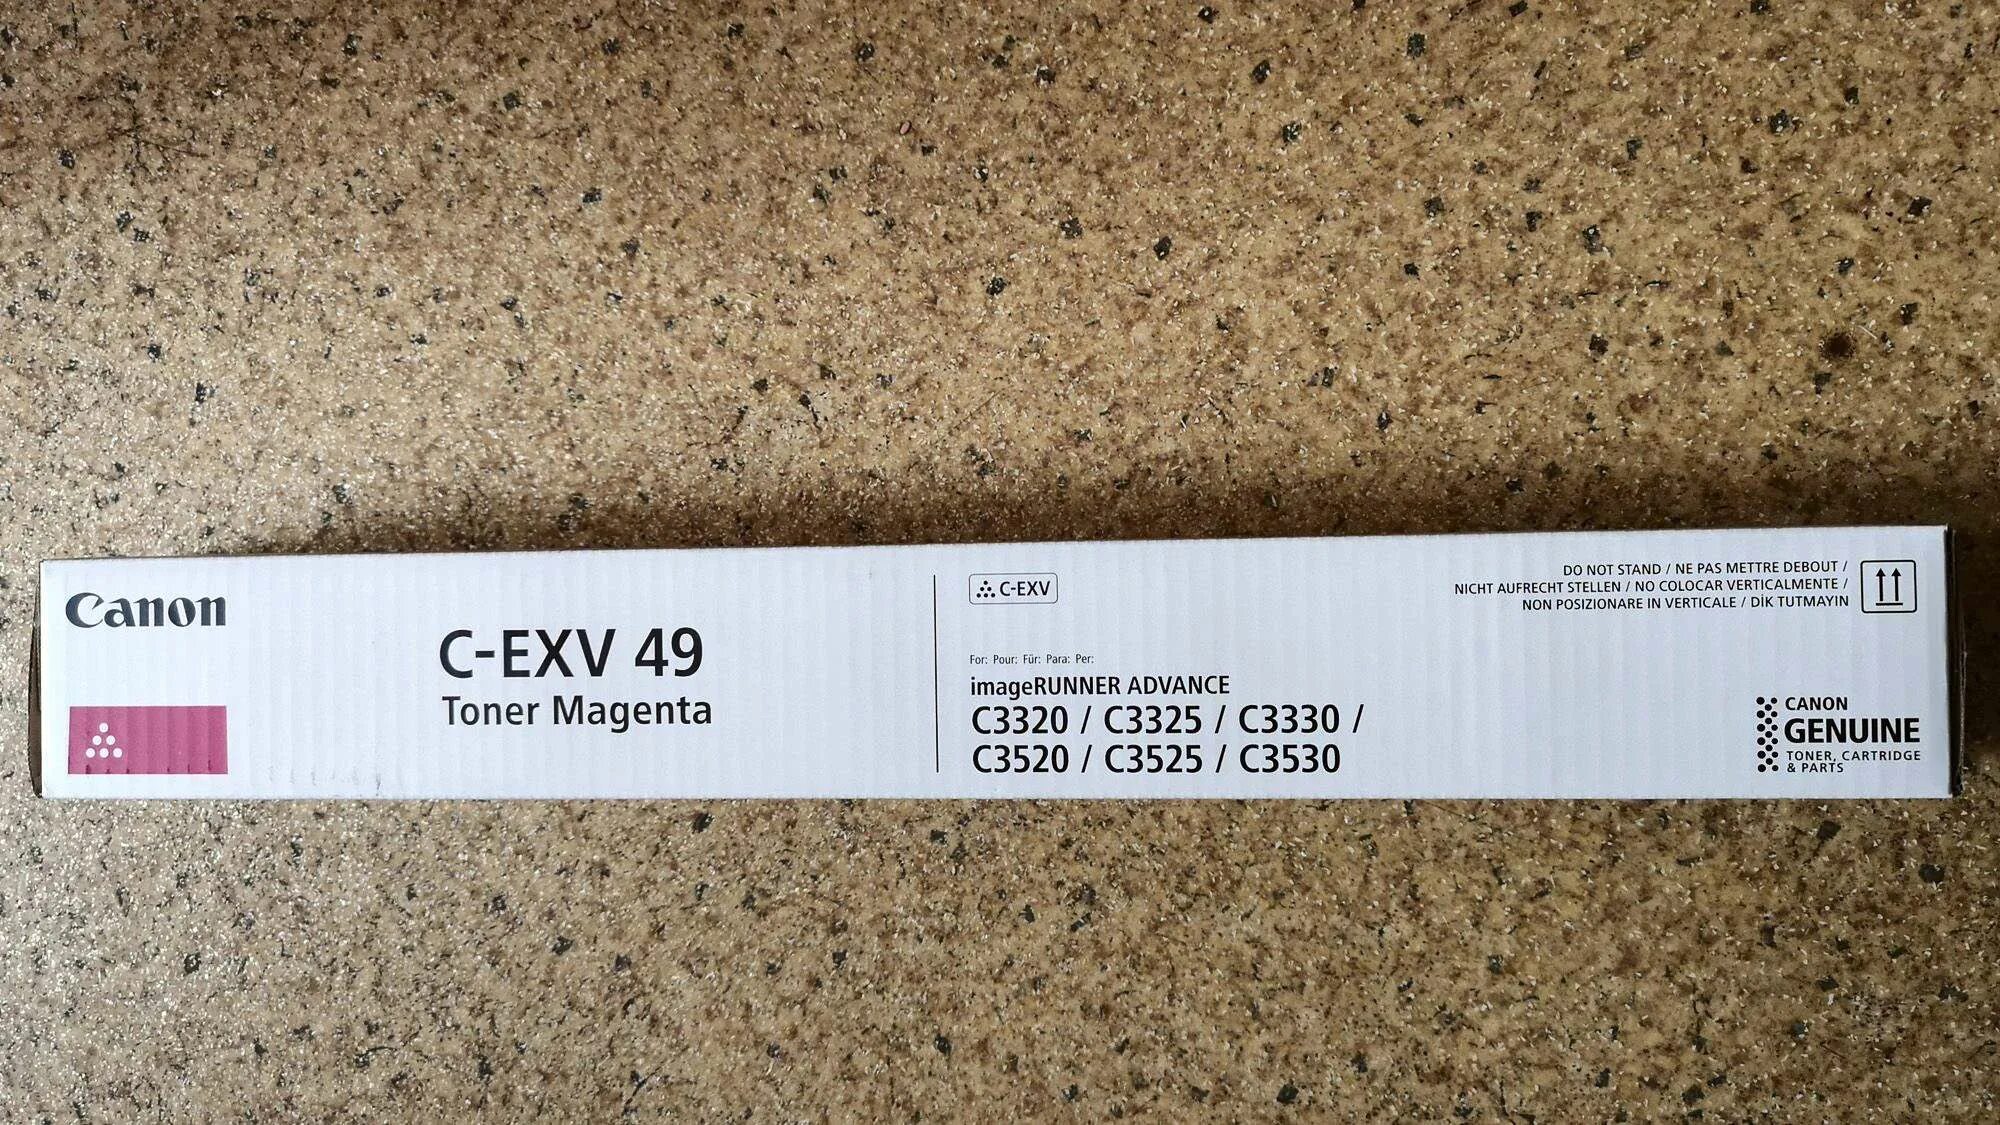 Canon
C-EXV 49
Toner Magenta
C-EXV
For: Pour: Für: Para: Per:
imageRUNNER ADVANCE
C3320 / C3325 / C3330 /
C3520 / C3525 / C3530
DO NOT STAND / NE PAS METTRE DEBOUT /
NICHT AUFRECHT STELLEN / NO COLOCAR VERTICALMENTE /
NON POSIZIONARE IN VERTICALE / DİK TUTMAYIN
CANON
GENUINE
TONER, CARTRIDGE
& PARTS